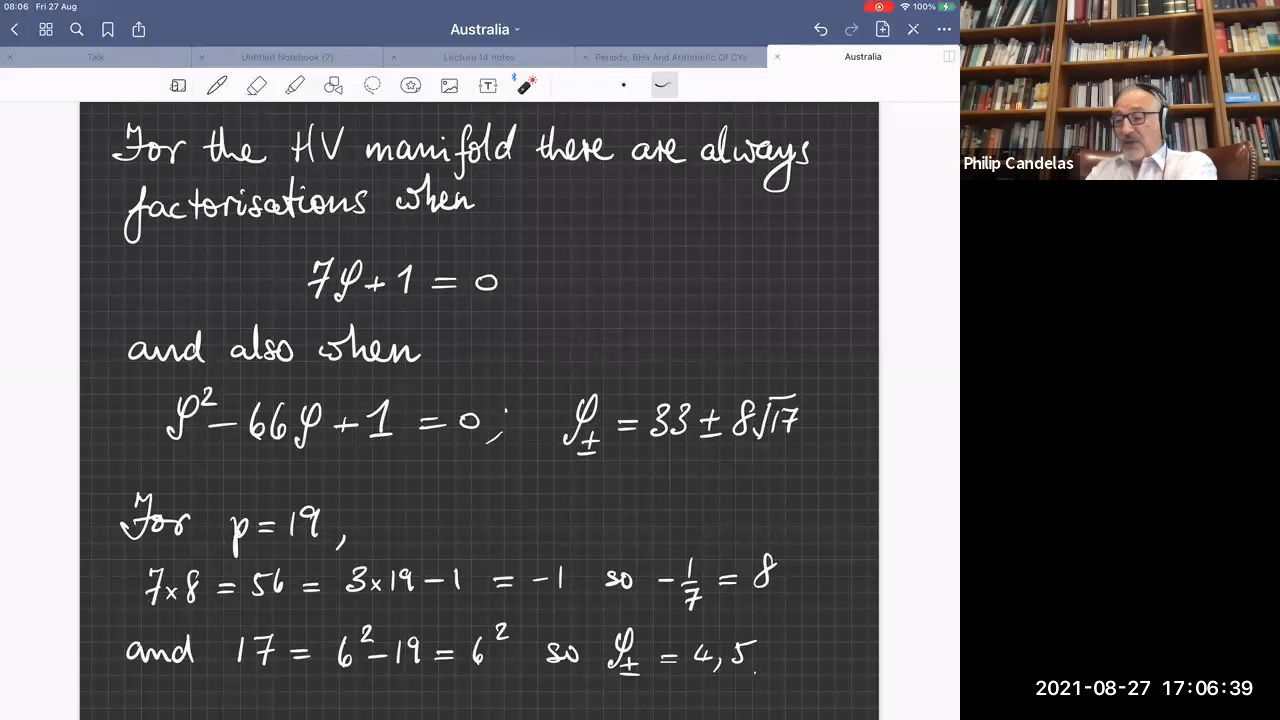 08:06 Fri 27 Aug
100%
Australia
Talk
Untitled Notebook (7)
Lecture 14 notes
Periods, BHs And Arithmetic Of CYs
Australia
For the HV manifold there are always
factorisations when
7φ + 1 = 0
and also when
φ² − 66φ + 1 = 0; φ± = 33 ± 8√17
For p = 19,
7×8 = 56 = 3×19 − 1 = −1 so −1/7 = 8
and 17 = 6² − 19 = 6² so φ± = 4, 5.
Philip Candelas
2021-08-27 17:06:39